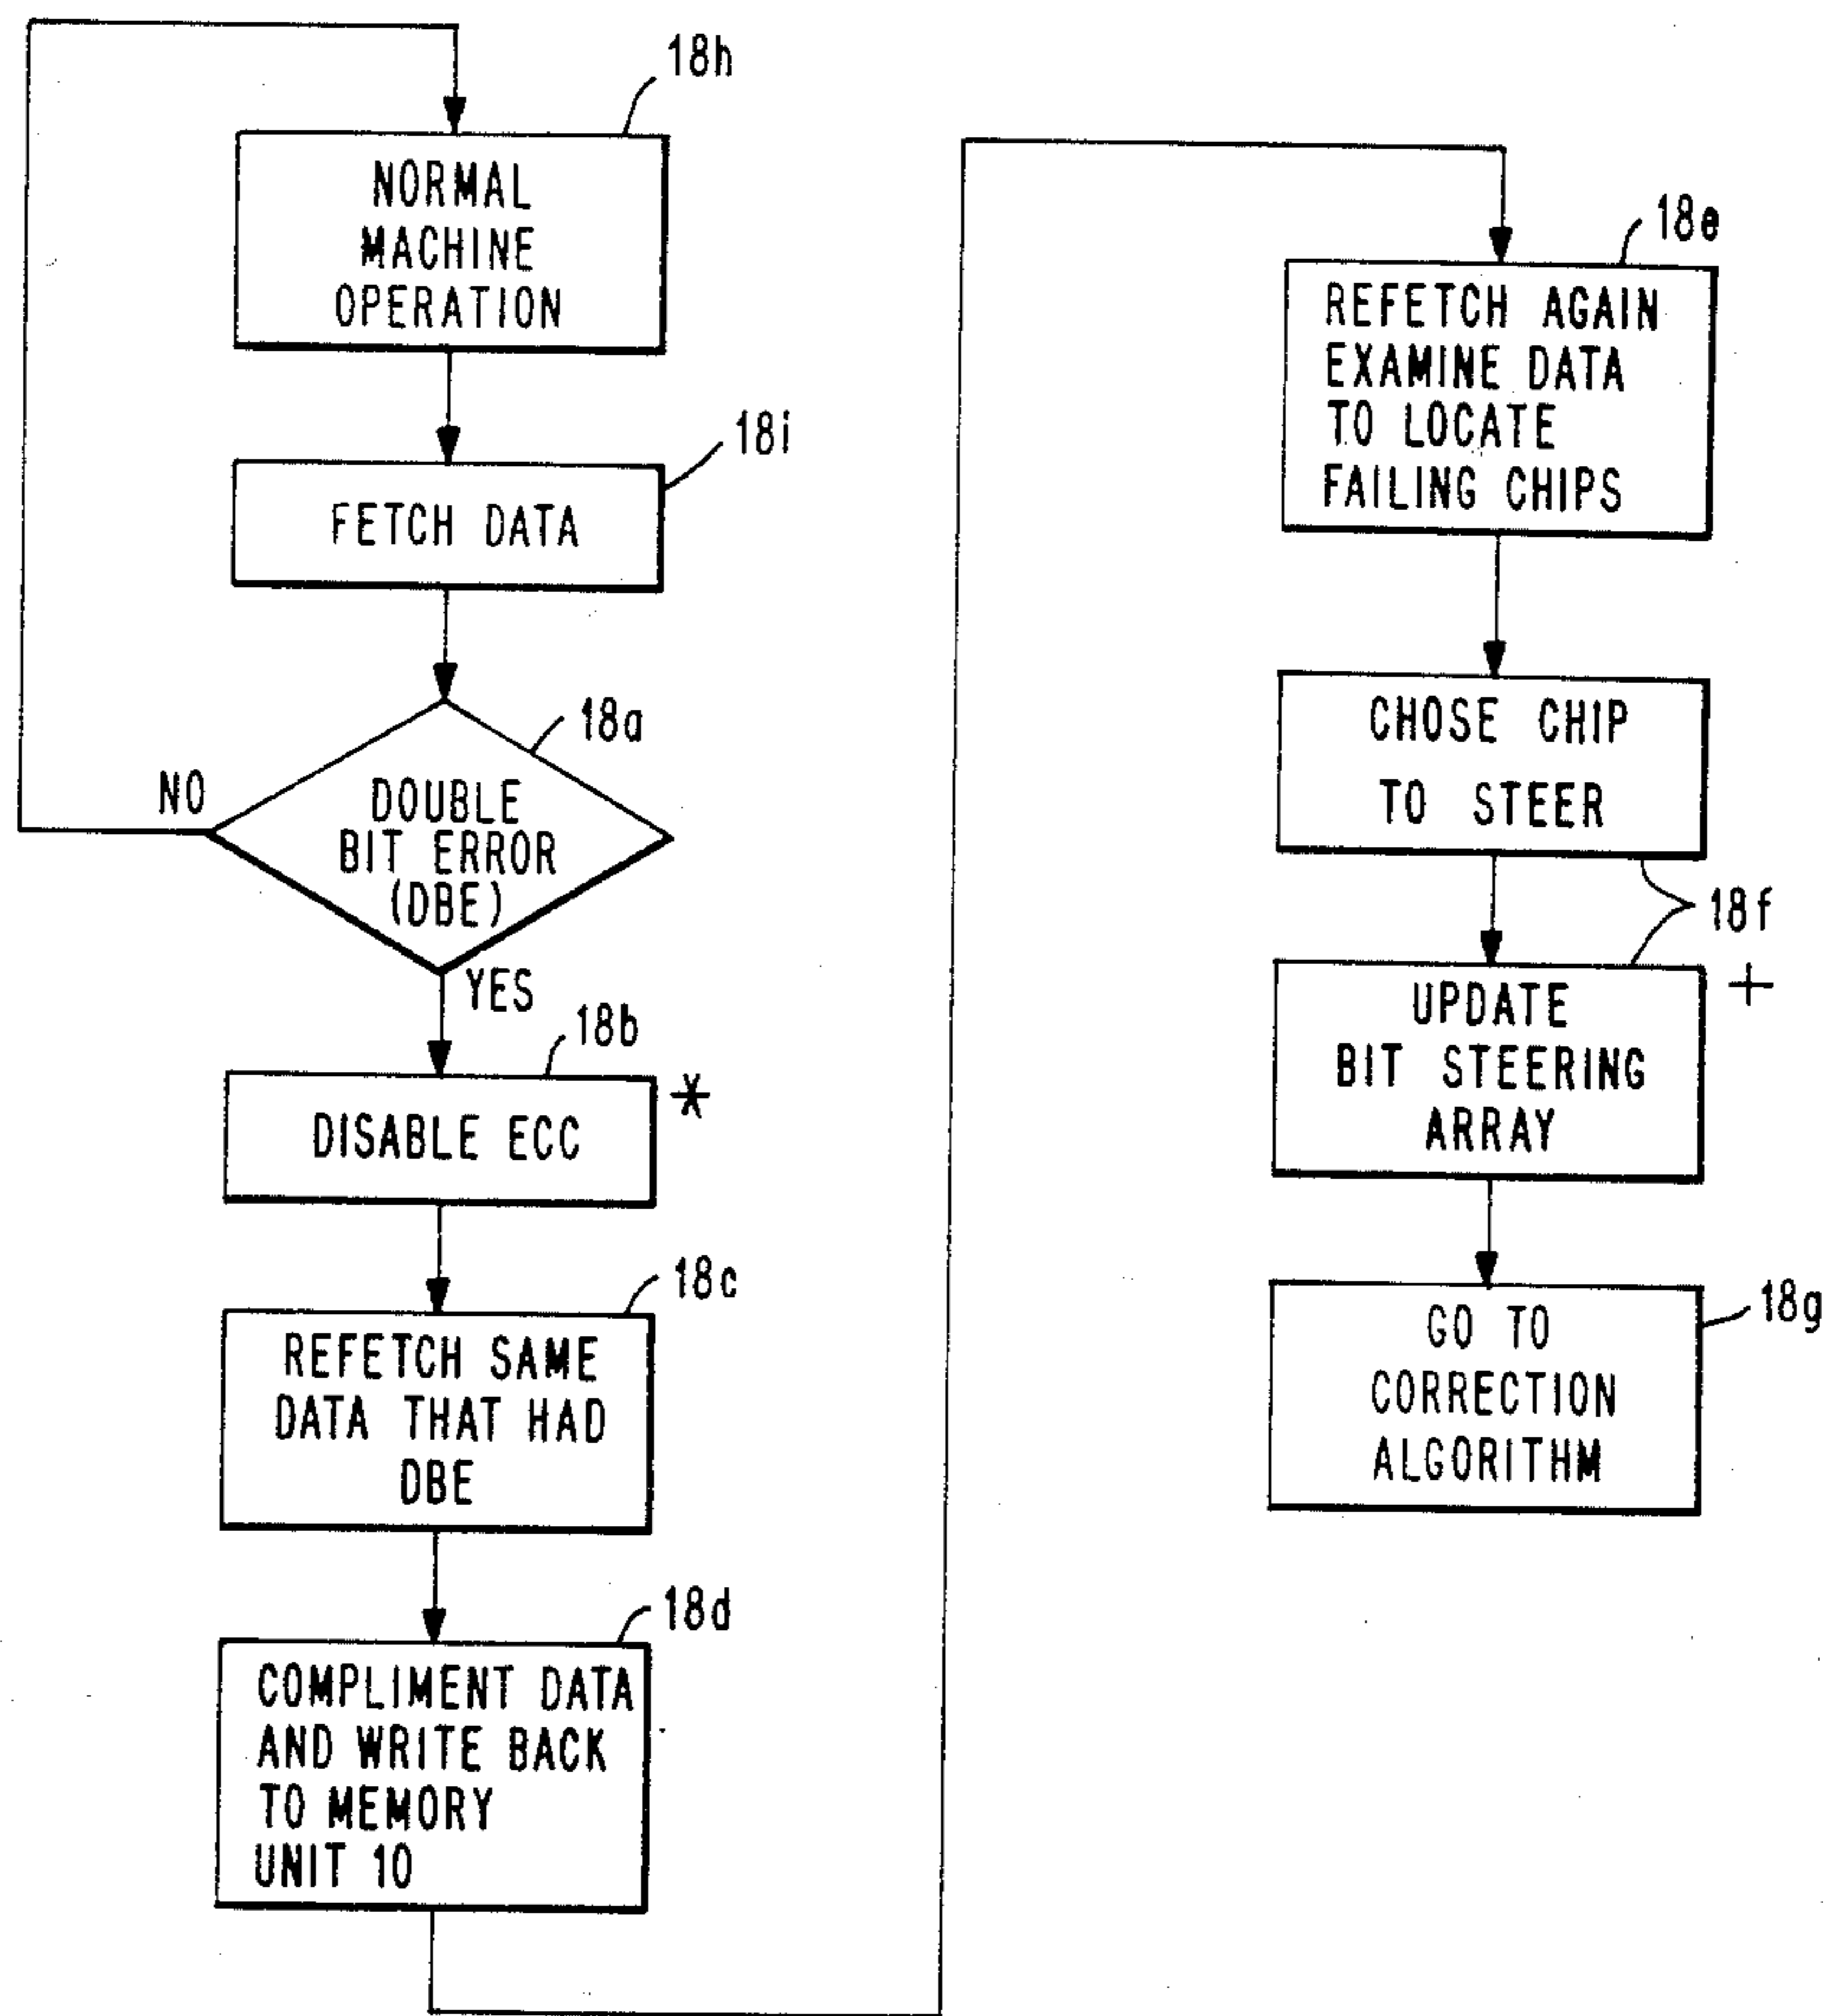 18h
NORMAL
MACHINE
OPERATION
18i
FETCH DATA
18a
NO
DOUBLE
BIT ERROR
(DBE)
YES
18b
DISABLE ECC
*
18c
REFETCH SAME
DATA THAT HAD
DBE
18d
COMPLIMENT DATA
AND WRITE BACK
TO MEMORY
UNIT 10
18e
REFETCH AGAIN
EXAMINE DATA
TO LOCATE
FAILING CHIPS
CHOSE CHIP
TO STEER
18f
+
UPDATE
BIT STEERING
ARRAY
18g
GO TO
CORRECTION
ALGORITHM